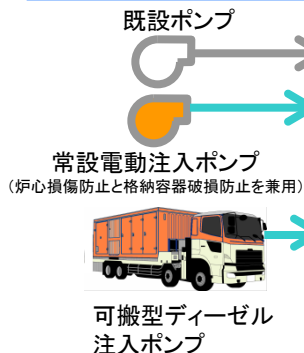 既設ポンプ
常設電動注入ポンプ
(炉心損傷防止と格納容器破損防止を兼用)
可搬型ディーゼル
注入ポンプ